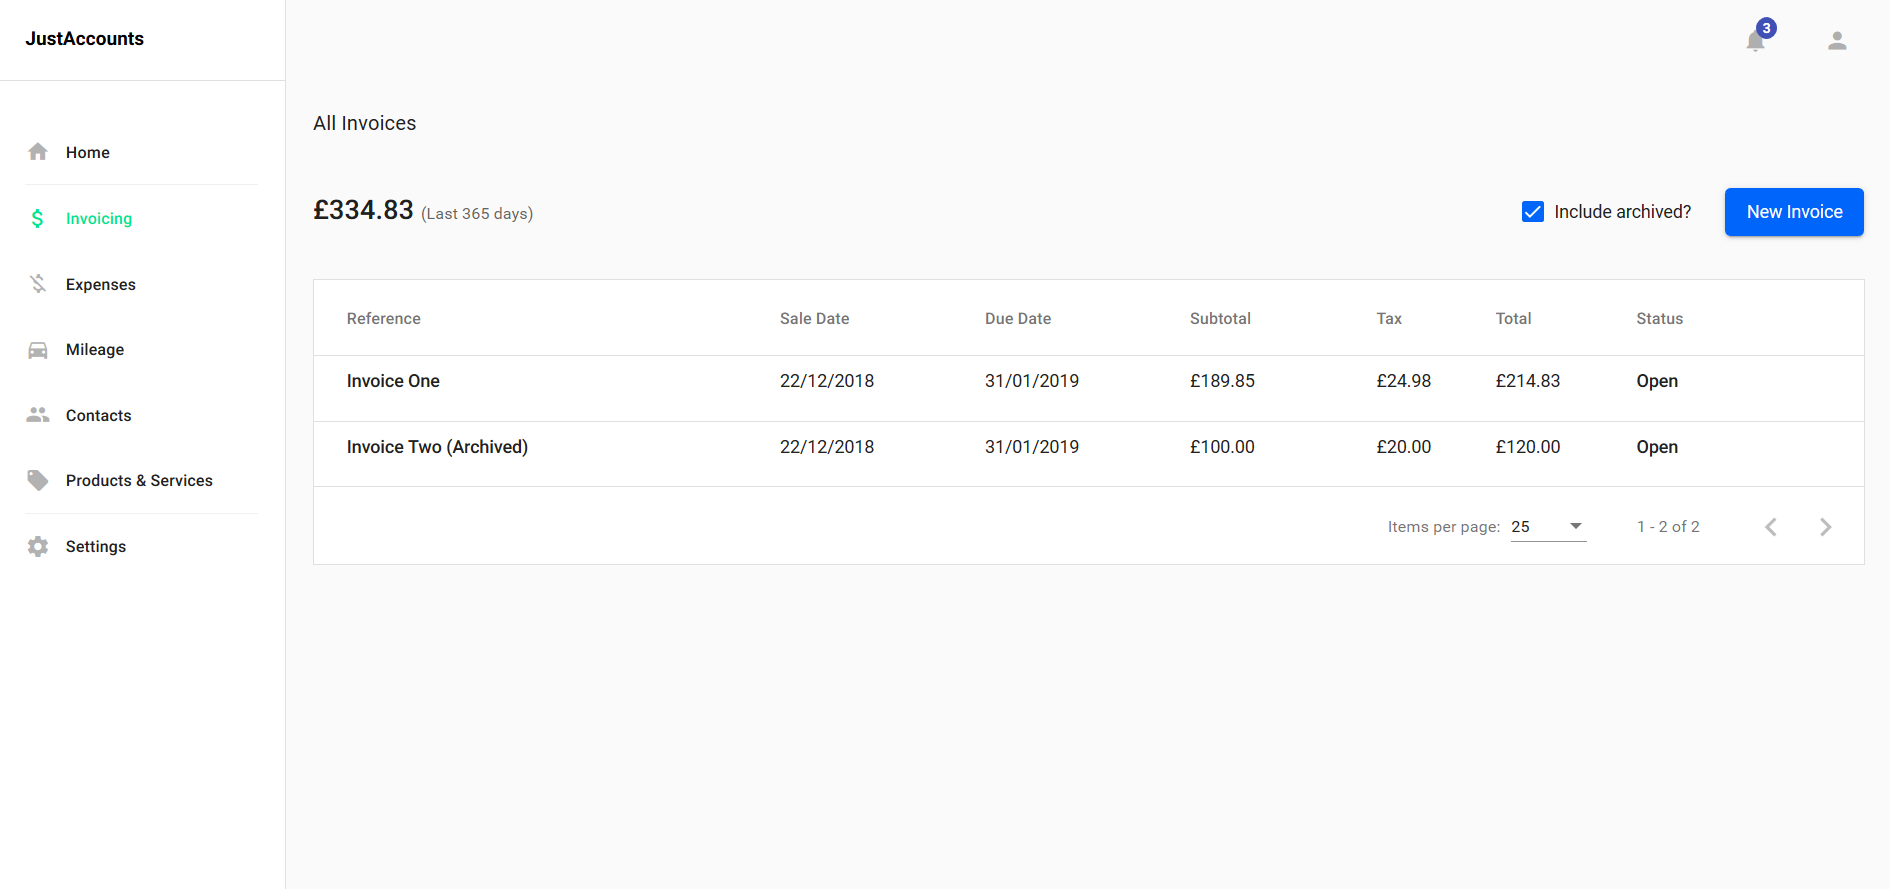 JustAccounts
3
Home
Invoicing
Expenses
Mileage
Contacts
Products & Services
Settings
All Invoices
£334.83 (Last 365 days)
Include archived?
New Invoice
Reference Sale Date Due Date Subtotal Tax Total Status
Invoice One 22/12/2018 31/01/2019 £189.85 £24.98 £214.83 Open
Invoice Two (Archived) 22/12/2018 31/01/2019 £100.00 £20.00 £120.00 Open
Items per page: 25 1 - 2 of 2